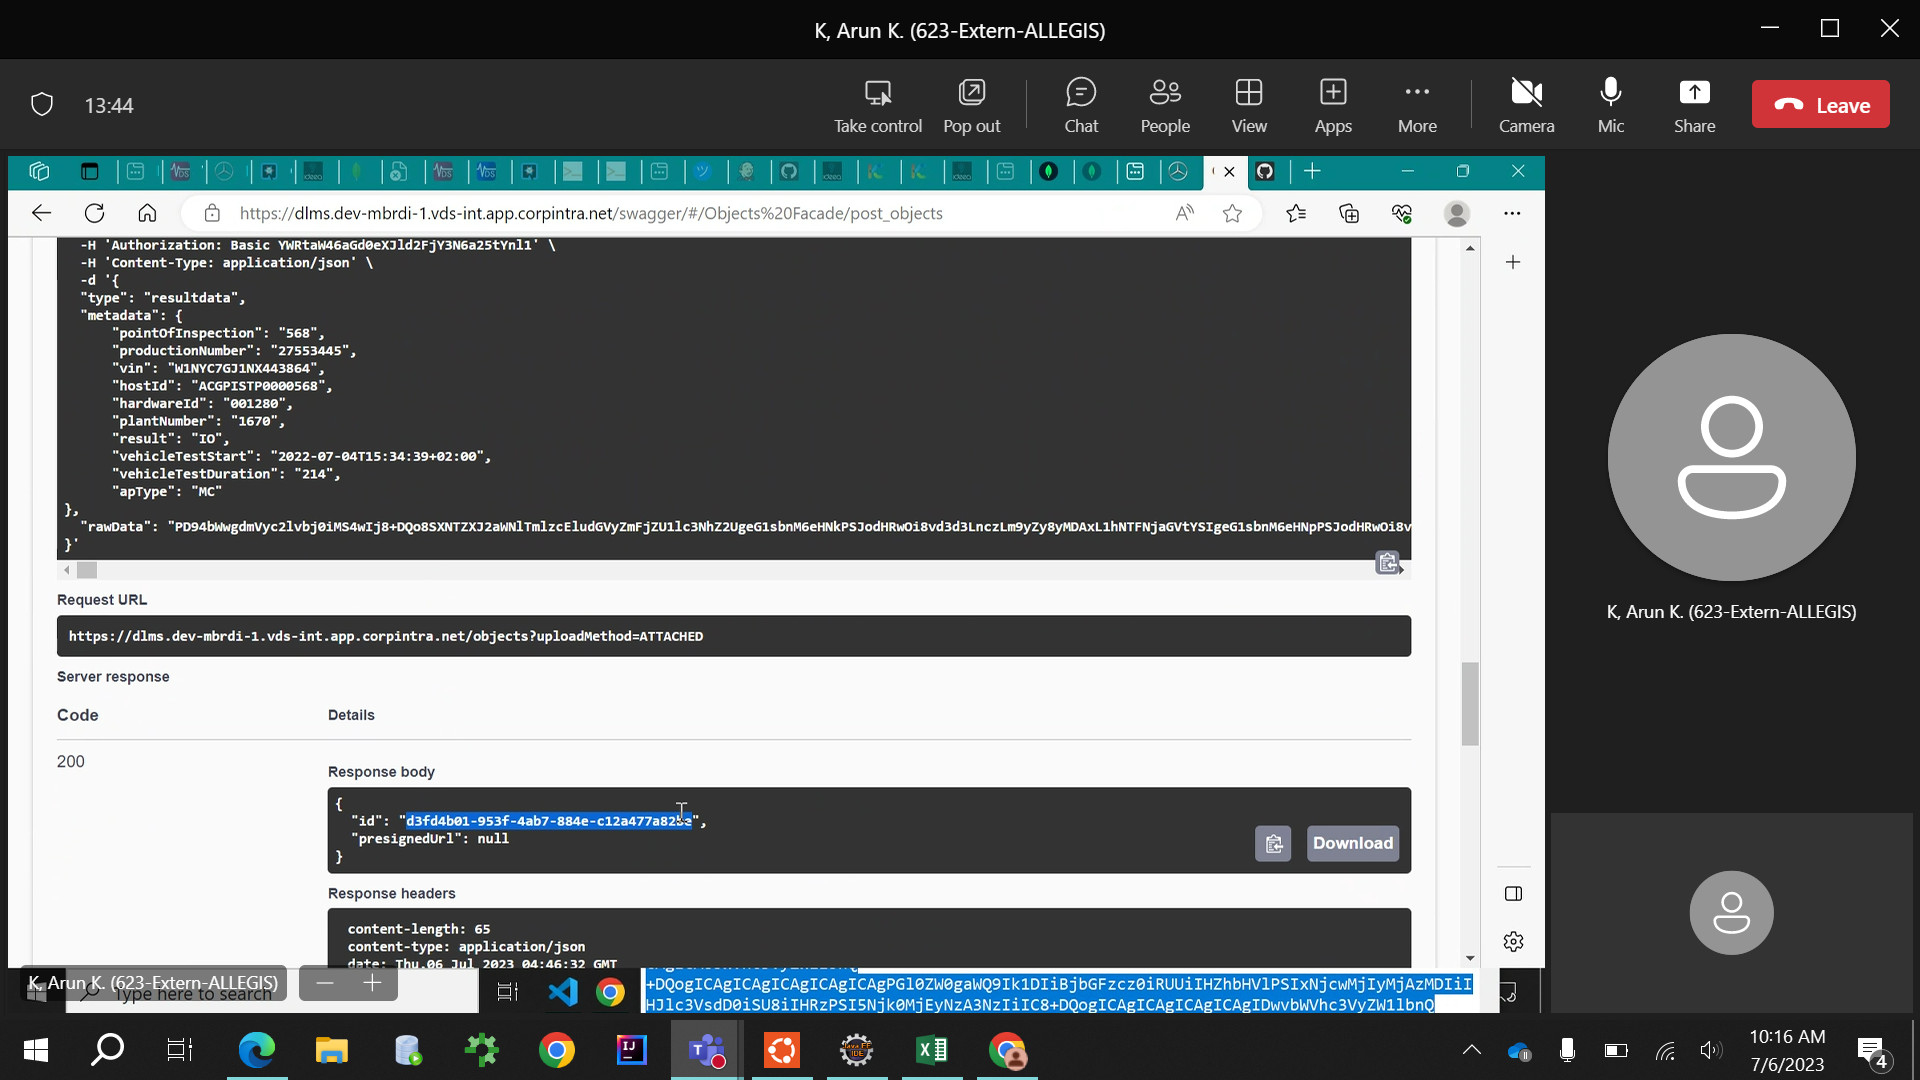 K, Arun K. (623-Extern-ALLEGIS)
13:44
Take control
Pop out
Chat
People
View
Apps
More
Camera
Mic
Share
Leave
https://dlms.dev-mbrdi-1.vds-int.app.corpintra.net/swagger/#/Objects%20Facade/post_objects
-H 'Authorization: Basic YWRtaW46aGd0eXJld2FjY3N6a25tYnl1' \
-H 'Content-Type: application/json' \
-d '{
"type": "resultdata",
"metadata": {
"pointOfInspection": "568",
"productionNumber": "27553445",
"vin": "W1NYC7GJ1NX443864",
"hostId": "ACGPISTP0000568",
"hardwareId": "001280",
"plantNumber": "1670",
"result": "IO",
"vehicleTestStart": "2022-07-04T15:34:39+02:00",
"vehicleTestDuration": "214",
"apType": "MC"
},
"rawData": "PD94bWwgdmVyc2lvbj0iMS4wIj8+DQo8SXNTZXJ2aWNlTmlzcEludGVyZmFjZU1lc3NhZ2UgeG1sbnM6eHNkPSJodHRwOi8vd3d3LnczLm9yZy8yMDAxL1hNTFNjaGVtYSIgeG1sbnM6eHNpPSJodHRwOi8v
}'
Request URL
https://dlms.dev-mbrdi-1.vds-int.app.corpintra.net/objects?uploadMethod=ATTACHED
Server response
Code
Details
200
Response body
{
"id": "d3fd4b01-953f-4ab7-884e-c12a477a825e",
"presignedUrl": null
}
Download
Response headers
content-length: 65
content-type: application/json
date: Thu,06 Jul 2023 04:46:32 GMT
K, Arun K. (623-Extern-ALLEGIS)
Type here to search
+DQogICAgICAgICAgICAgICAgPGl0ZW0gaWQ9Ik1DIiBjbGFzcz0iRUUiIHZhbHVlPSIxNjcwMjIyMjAzMDIiI
HJlc3VsdD0iSU8iIHRzPSI5Njk0MjEyNzA3NzIiIC8+DQogICAgICAgICAgICAgIDwvbWVhc3VyZW1lbnQ
K, Arun K. (623-Extern-ALLEGIS)
10:16 AM
7/6/2023
4